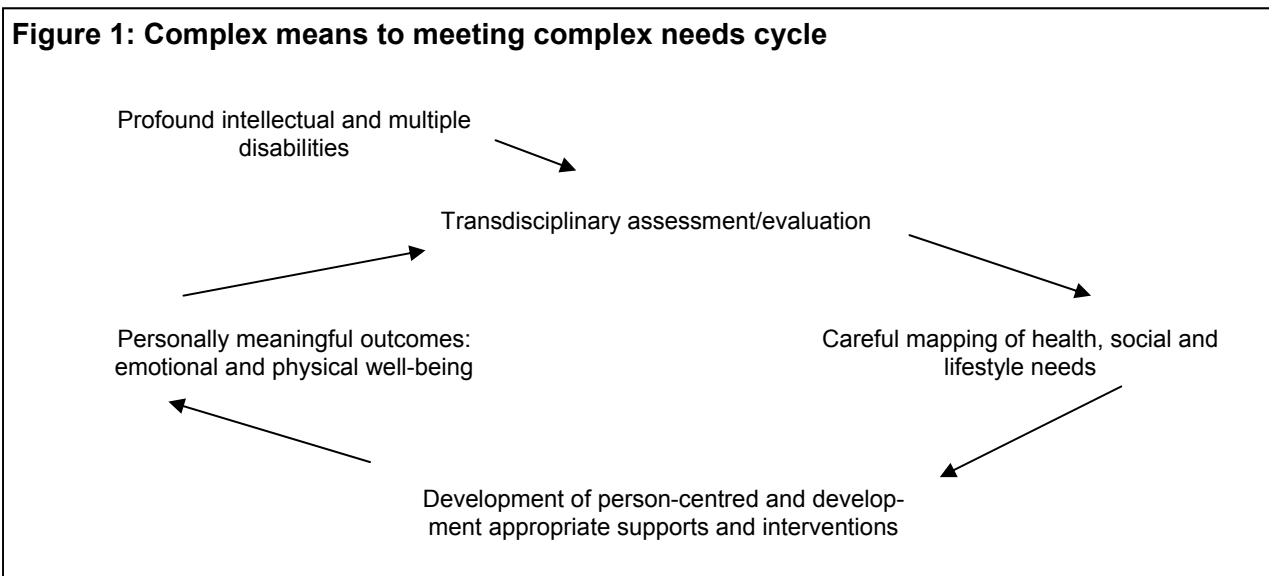 Figure 1: Complex means to meeting complex needs cycle
Profound intellectual and multiple
disabilities
Transdisciplinary assessment/evaluation
Personally meaningful outcomes:
emotional and physical well-being
Careful mapping of health, social and
lifestyle needs
Development of person-centred and develop-
ment appropriate supports and interventions